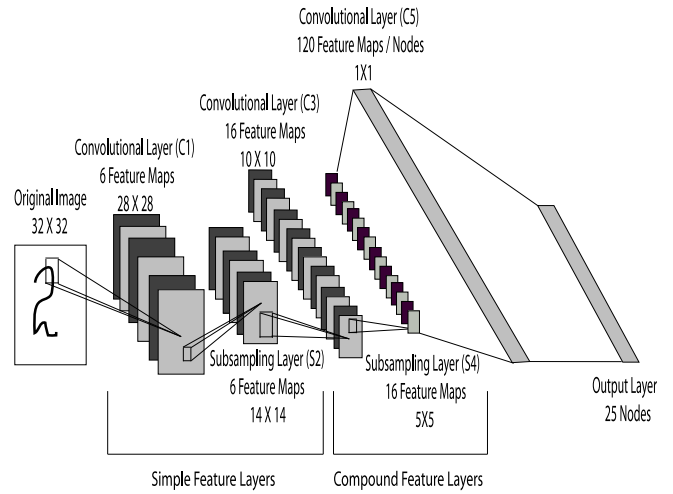 Convolutional Layer (C5)
120 Feature Maps / Nodes
1X1
Convolutional Layer (C3)
16 Feature Maps
10 X 10
Convolutional Layer (C1)
6 Feature Maps
28 X 28
Original Image
32 X 32
Subsampling Layer (S2)
6 Feature Maps
14 X 14
Subsampling Layer (S4)
16 Feature Maps
5X5
Output Layer
25 Nodes
Simple Feature Layers
Compound Feature Layers